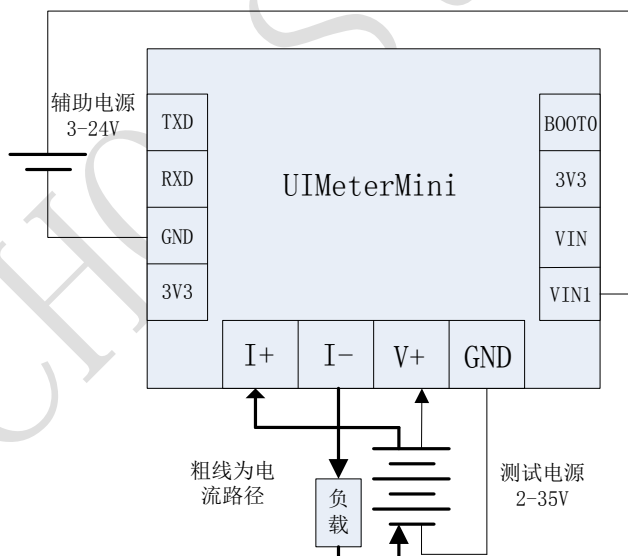 辅助电源
3-24V
TXD
RXD
GND
3V3
UIMeterMini
BOOT0
3V3
VIN
VIN1
I+
I-
V+
GND
粗线为电
流路径
负
载
测试电源
2-35V